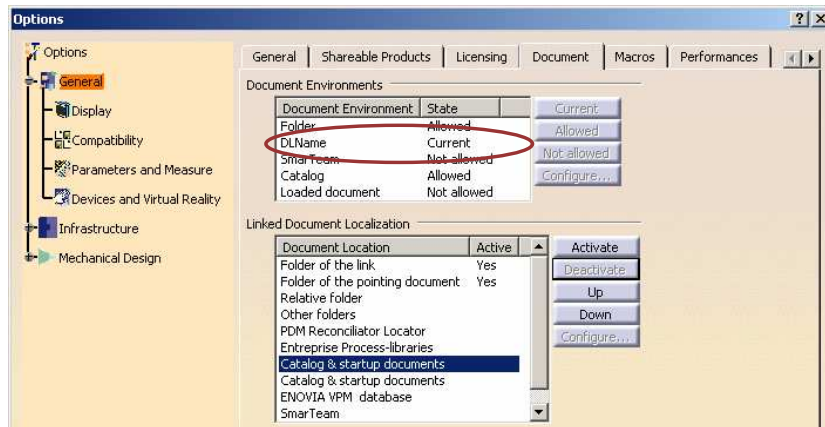 Options
Options
General
Display
Compatibility
Parameters and Measure
Devices and Virtual Reality
Infrastructure
Mechanical Design
General Shareable Products Licensing Document Macros Performances
Document Environments
Document Environment State
Folder Allowed
DLName Current
SmarTeam Not allowed
Catalog Allowed
Loaded document Not allowed
Current
Allowed
Not allowed
Configure...
Linked Document Localization
Document Location Active
Folder of the link Yes
Folder of the pointing document Yes
Relative folder
Other folders
PDM Reconciliator Locator
Entreprise Process-libraries
Catalog & startup documents
Catalog & startup documents
ENOVIA VPM database
SmarTeam
Activate
Deactivate
Up
Down
Configure...